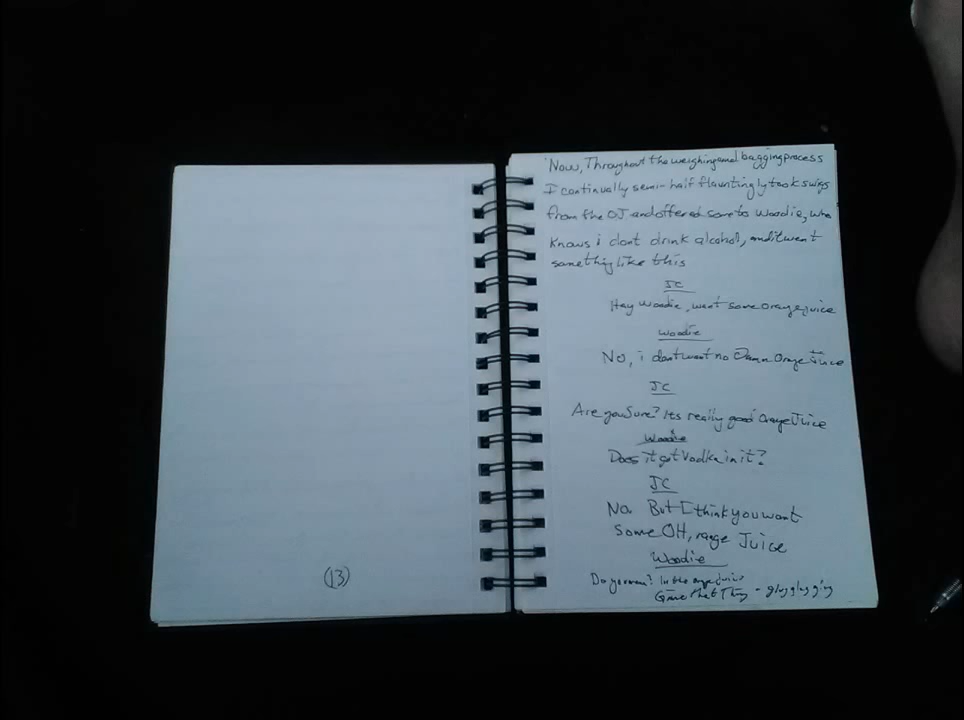 (13)
Now, Throughout the weighing and bagging process
I continually semi-half flauntingly took swigs
from the OJ and offered some to Woodie, who
knows i dont drink alcohol, and it went
something like this
JC
Hey Woodie, want some orange juice
Woodie
No, i dont want no Damn Orange Juice
JC
Are you Sure? Its really good Orange Juice
Woodie
Does it got Vodka in it?
JC
No. But I think you want
Some OH, range Juice
Woodie
Do you mean? In the orange juice
Gime that Thing - glug glug glug